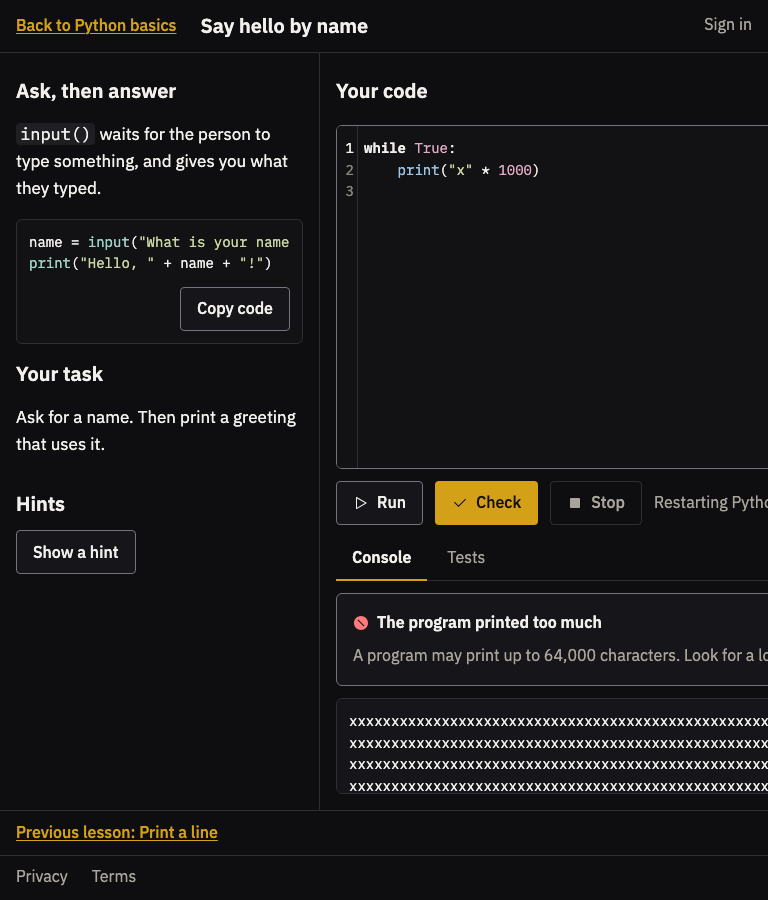 Back to Python basics
Say hello by name
Sign in
Ask, then answer
input() waits for the person to
type something, and gives you what
they typed.
name = input("What is your name
print("Hello, " + name + "!")
Copy code
Your task
Ask for a name. Then print a greeting
that uses it.
Hints
Show a hint
Your code
1 while True:
2     print("x" * 1000)
3
Run
Check
Stop
Restarting Pytho
Console
Tests
The program printed too much
A program may print up to 64,000 characters. Look for a lo
xxxxxxxxxxxxxxxxxxxxxxxxxxxxxxxxxxxxxxxxxxxxxxxxxx
xxxxxxxxxxxxxxxxxxxxxxxxxxxxxxxxxxxxxxxxxxxxxxxxxx
xxxxxxxxxxxxxxxxxxxxxxxxxxxxxxxxxxxxxxxxxxxxxxxxxx
xxxxxxxxxxxxxxxxxxxxxxxxxxxxxxxxxxxxxxxxxxxxxxxxxx
Previous lesson: Print a line
Privacy
Terms